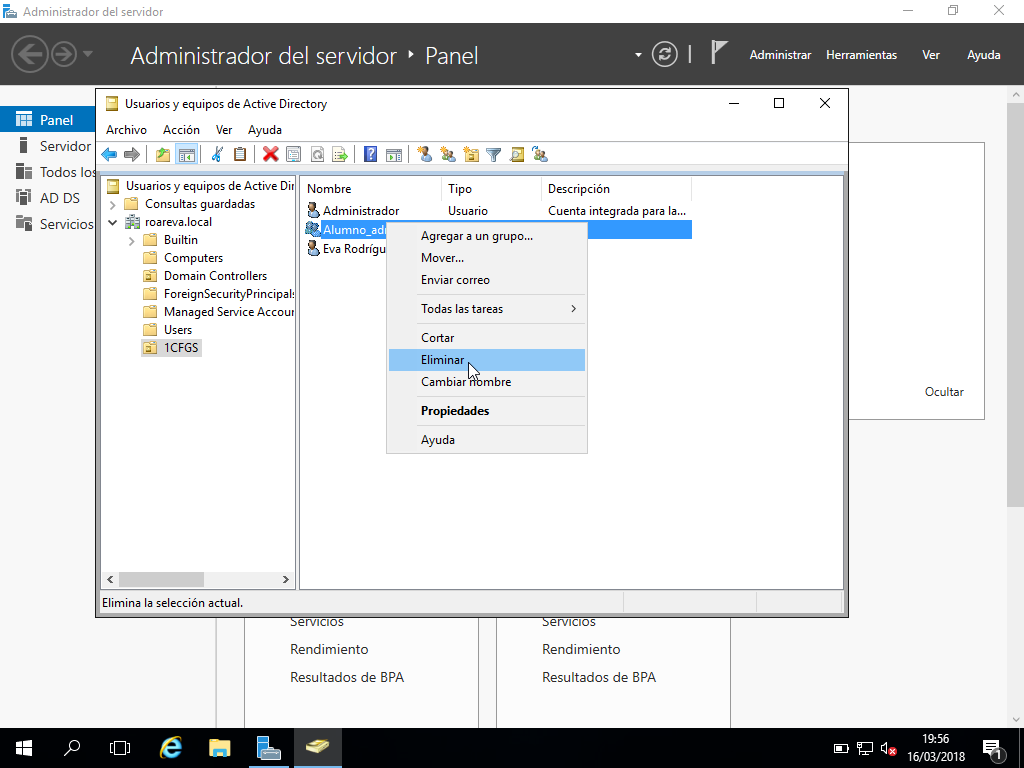 Administrador del servidor
Administrador del servidor ‣ Panel
Administrar Herramientas Ver Ayuda
Panel
Servidor
Todos los
AD DS
Servicios
Usuarios y equipos de Active Directory
Archivo Acción Ver Ayuda
Usuarios y equipos de Active Dir
Consultas guardadas
roareva.local
Builtin
Computers
Domain Controllers
ForeignSecurityPrincipals
Managed Service Accour
Users
1CFGS
Nombre Tipo Descripción
Administrador Usuario Cuenta integrada para la...
Alumno_ad
Eva Rodrígu
Agregar a un grupo...
Mover...
Enviar correo
Todas las tareas
Cortar
Eliminar
Cambiar nombre
Propiedades
Ayuda
Ocultar
Elimina la selección actual.
Servicios
Rendimiento
Resultados de BPA
Servicios
Rendimiento
Resultados de BPA
19:56
16/03/2018
1